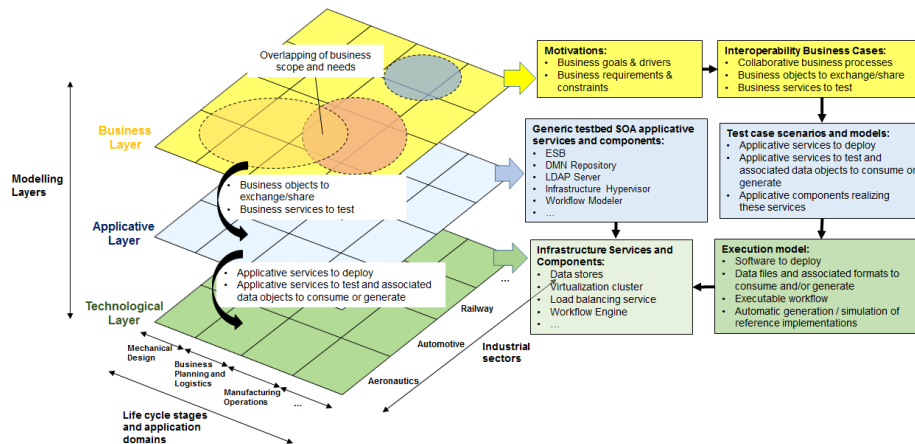 Overlapping of business
scope and needs
Motivations:
• Business goals & drivers
• Business requirements &
constraints
Interoperability Business Cases:
• Collaborative business processes
• Business objects to exchange/share
• Business services to test
Business
Layer
Modelling
Layers
Generic testbed SOA applicative
services and components:
• ESB
• DMN Repository
• LDAP Server
• Infrastructure Hypervisor
• Workflow Modeler
• …
Test case scenarios and models:
• Applicative services to deploy
• Applicative services to test and
associated data objects to consume or
generate
• Applicative components realizing
these services
• Business objects to
exchange/share
• Business services to test
Applicative
Layer
Infrastructure Services and
Components:
• Data stores
• Virtualization cluster
• Load balancing service
• Workflow Engine
• …
Execution model:
• Software to deploy
• Data files and associated formats to
consume and/or generate
• Executable workflow
• Automatic generation / simulation of
reference implementations
• Applicative services to deploy
• Applicative services to test and associated
data objects to consume or generate
Technological
Layer
...
Railway
Automotive
Aeronautics
Industrial
sectors
Mechanical
Design
Business
Planning and
Logistics
Manufacturing
Operations
...
Life cycle stages
and application
domains